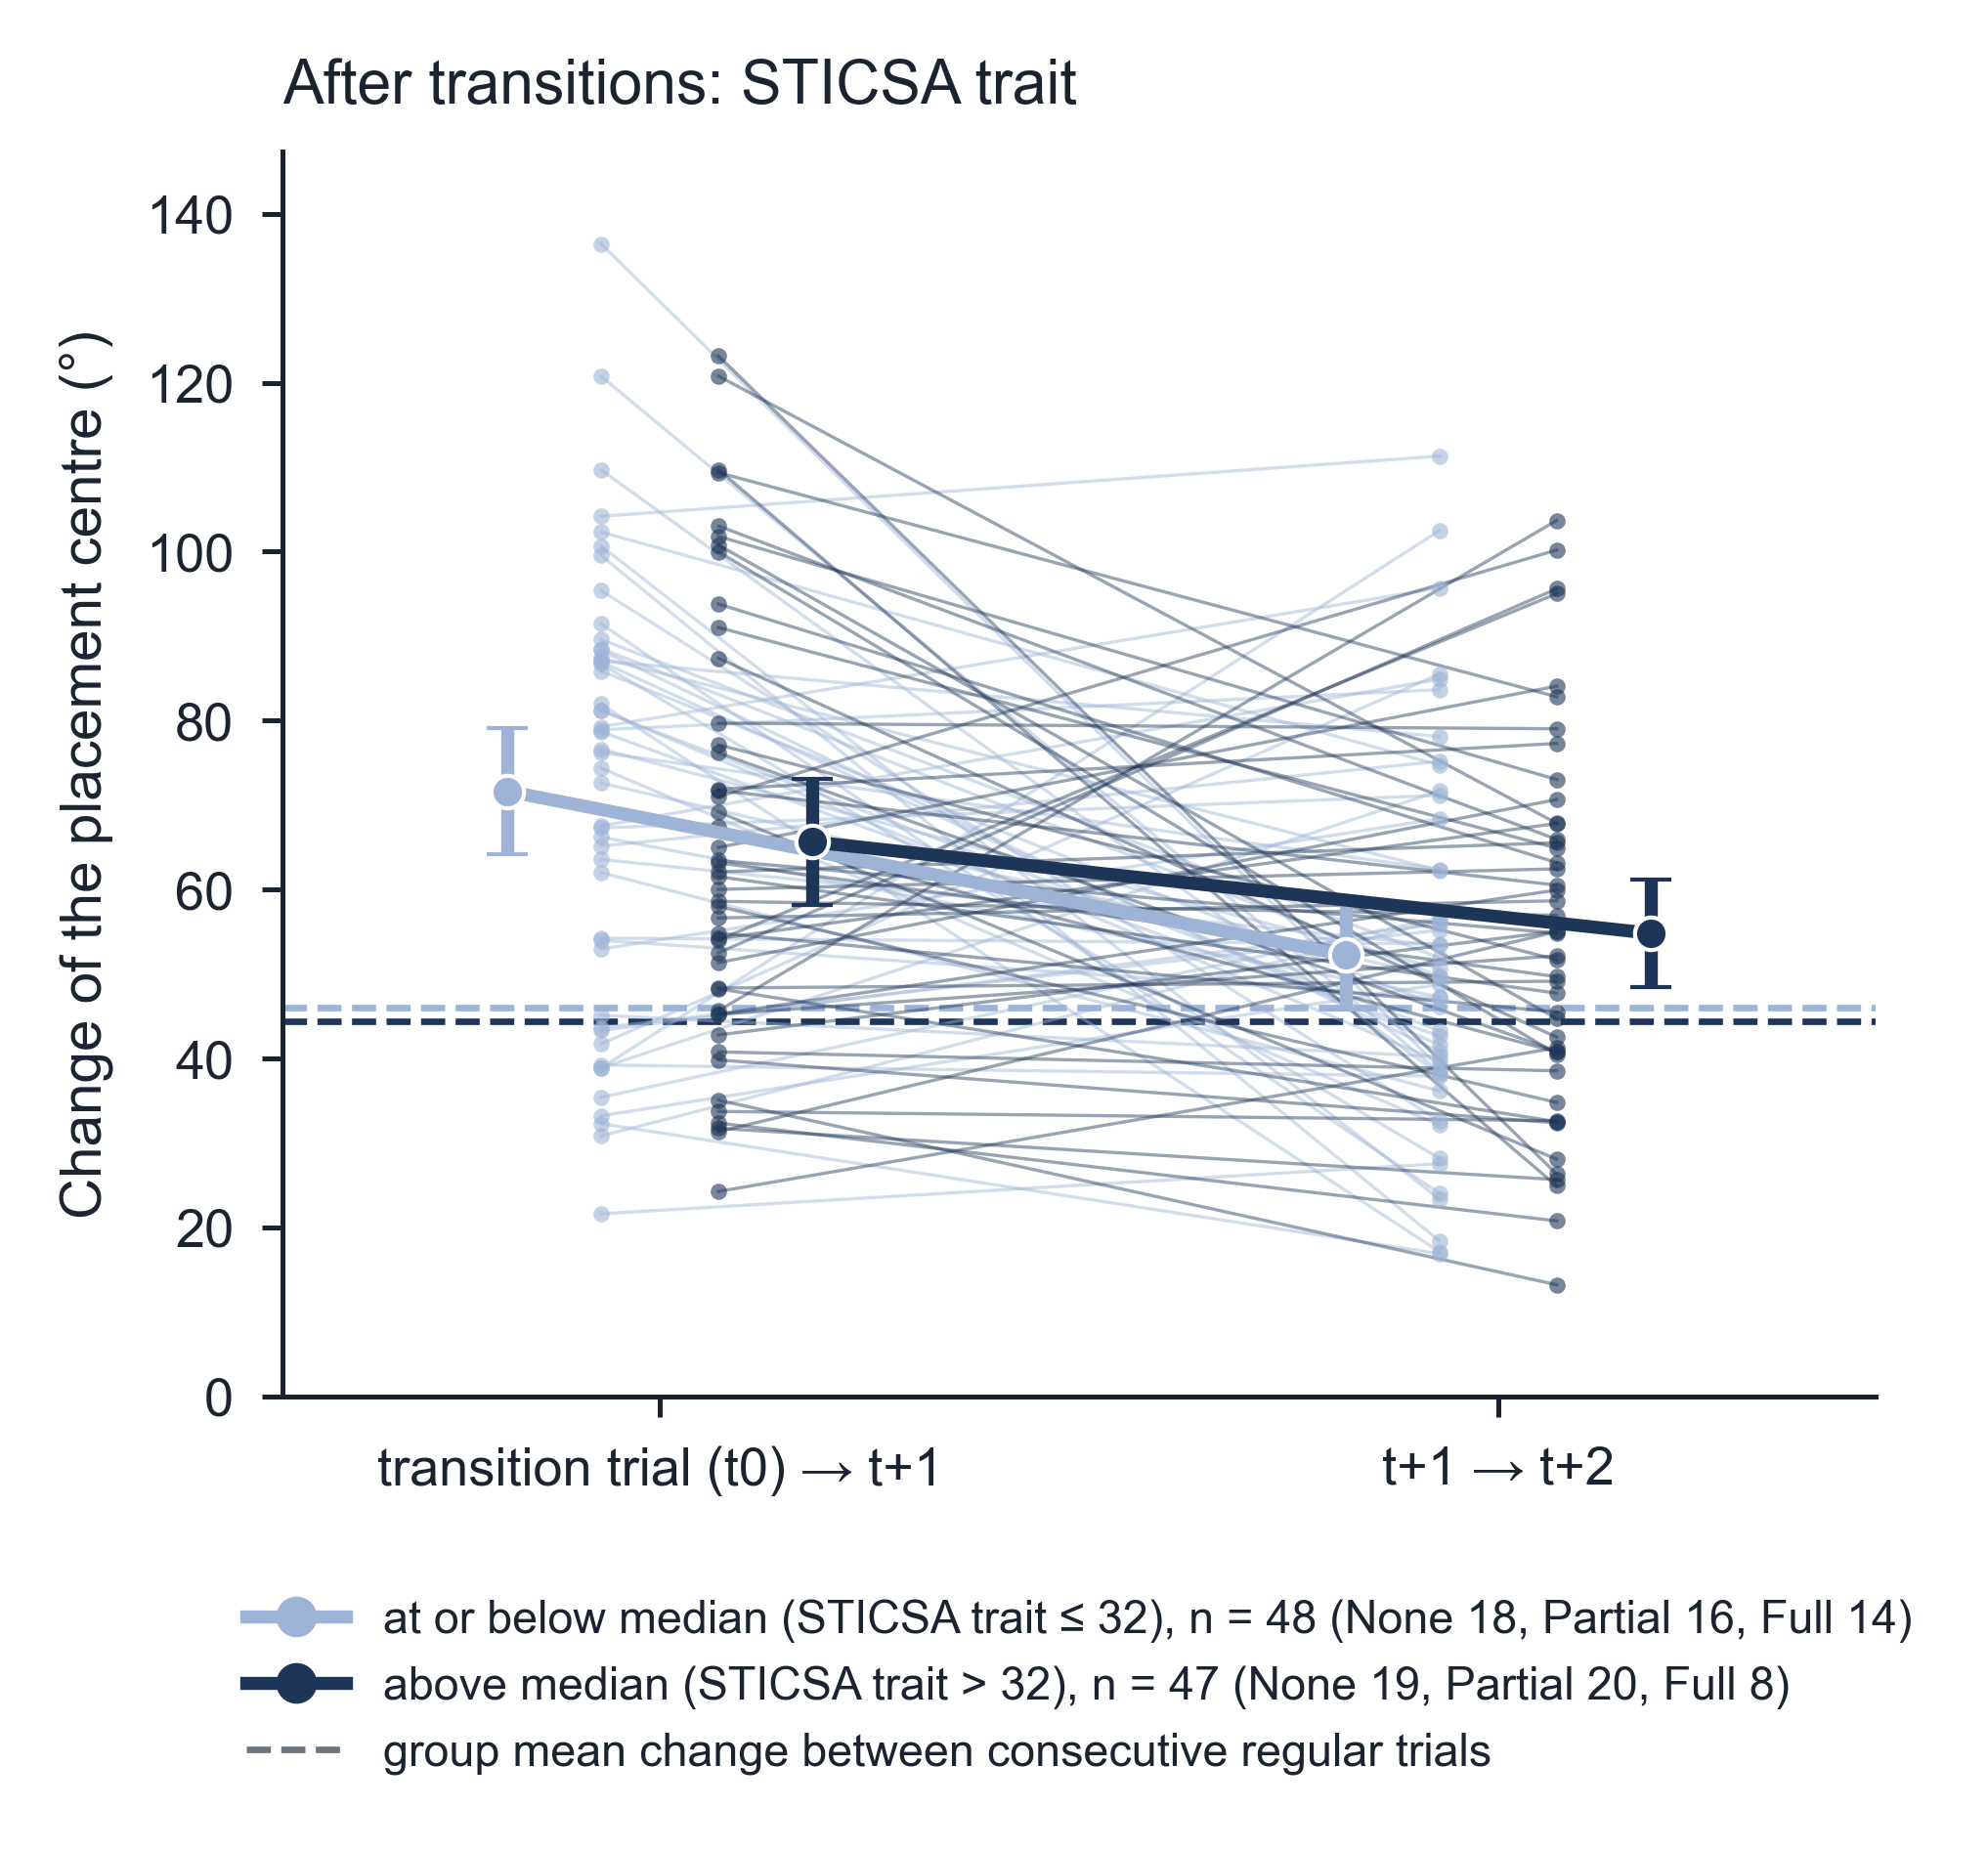 After transitions: STICSA trait
Change of the placement centre (°)
140
120
100
80
60
40
20
0
transition trial (t0) → t+1
t+1 → t+2
at or below median (STICSA trait ≤ 32), n = 48 (None 18, Partial 16, Full 14)
above median (STICSA trait > 32), n = 47 (None 19, Partial 20, Full 8)
group mean change between consecutive regular trials